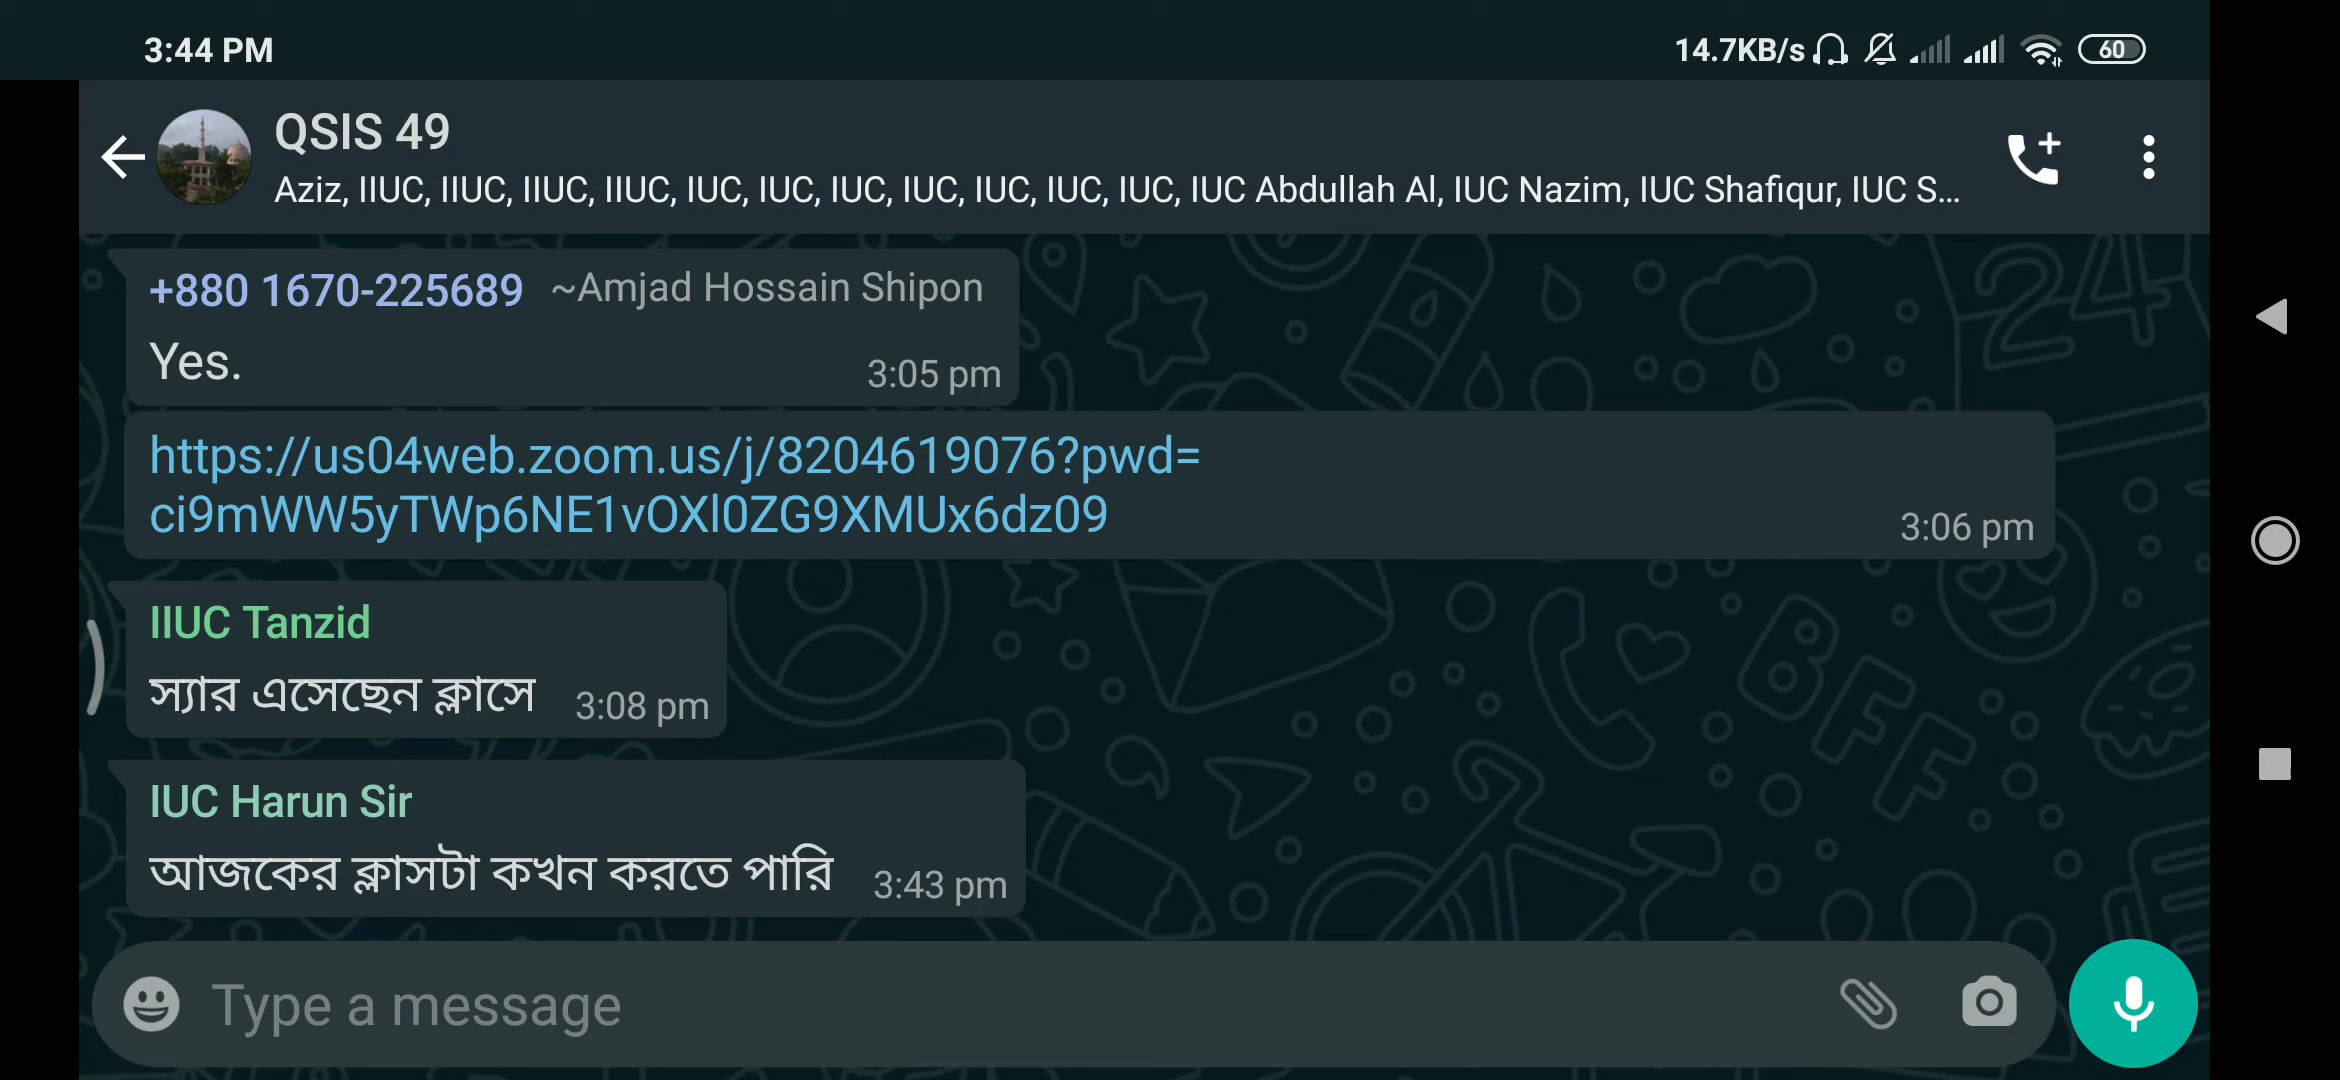 3:44 PM
14.7KB/s
60
QSIS 49
Aziz, IIUC, IIUC, IIUC, IIUC, IUC, IUC, IUC, IUC, IUC, IUC, IUC, IUC Abdullah Al, IUC Nazim, IUC Shafiqur, IUC S...
+880 1670-225689 ~Amjad Hossain Shipon
Yes.
3:05 pm
https://us04web.zoom.us/j/8204619076?pwd=
ci9mWW5yTWp6NE1vOXl0ZG9XMUx6dz09
3:06 pm
IIUC Tanzid
স্যার এসেছেন ক্লাসে 3:08 pm
IUC Harun Sir
আজকের ক্লাসটা কখন করতে পারি 3:43 pm
Type a message